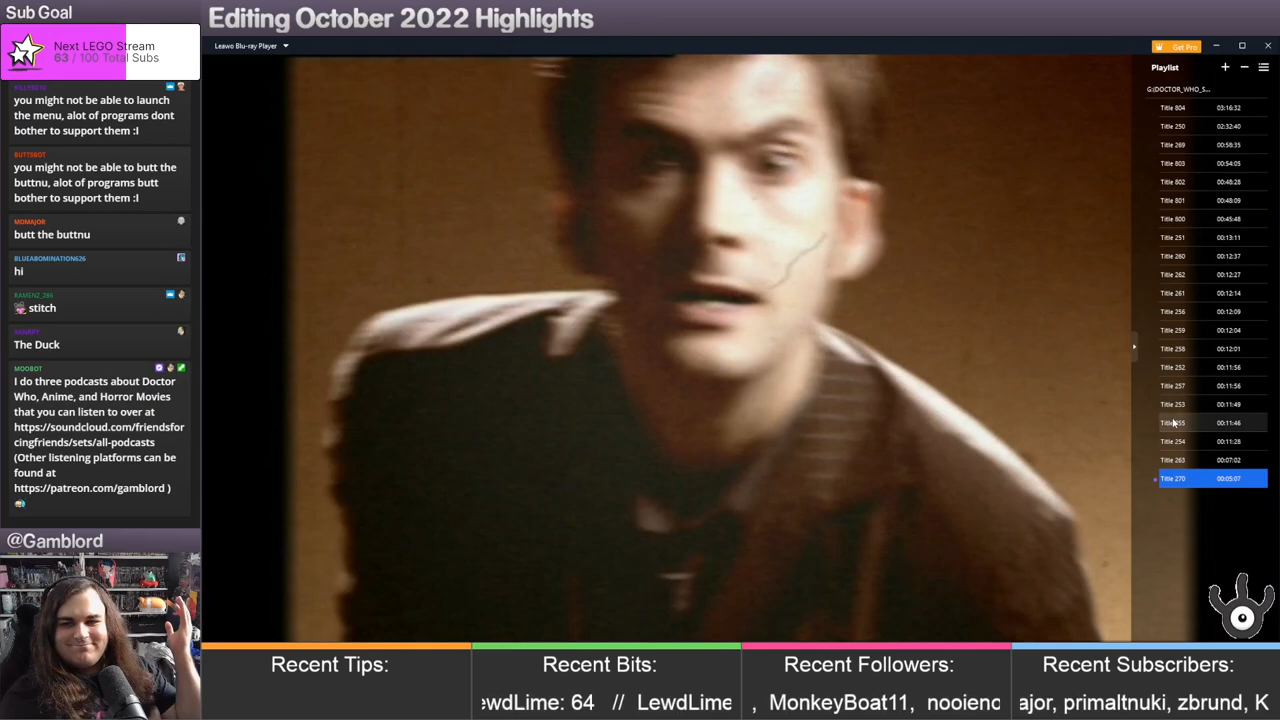 Sub Goal
Next LEGO Stream
63 / 100 Total Subs
you might not be able to launch
the menu, alot of programs dont
bother to support them :l
BUTTSBOT
you might not be able to butt the
buttnu, alot of programs butt
bother to support them :l
MDMAJOR
butt the buttnu
BLUEABOMINATION626
hi
RAMENZ_286
stitch
The Duck
MOOBOT
I do three podcasts about Doctor
Who, Anime, and Horror Movies
that you can listen to over at
https://soundcloud.com/friendsfor
cingfriends/sets/all-podcasts
(Other listening platforms can be
found at
https://patreon.com/gamblord )
@Gamblord
Editing October 2022 Highlights
Leawo Blu-ray Player
Get Pro
Playlist
G:\DOCTOR_WHO_S...
Title 804 03:16:32
Title 250 02:32:40
Title 269 00:58:35
Title 803 00:54:05
Title 802 00:48:28
Title 801 00:48:09
Title 800 00:45:48
Title 251 00:13:11
Title 260 00:12:37
Title 262 00:12:27
Title 261 00:12:14
Title 256 00:12:09
Title 259 00:12:04
Title 258 00:12:01
Title 252 00:11:56
Title 257 00:11:56
Title 253 00:11:49
Title 255 00:11:46
Title 254 00:11:28
Title 263 00:07:02
Title 270 00:05:07
Recent Tips:
Recent Bits:
ewdLime: 64 // LewdLime
Recent Followers:
, MonkeyBoat11, nooieno
Recent Subscribers:
ajor, primaltnuki, zbrund, K